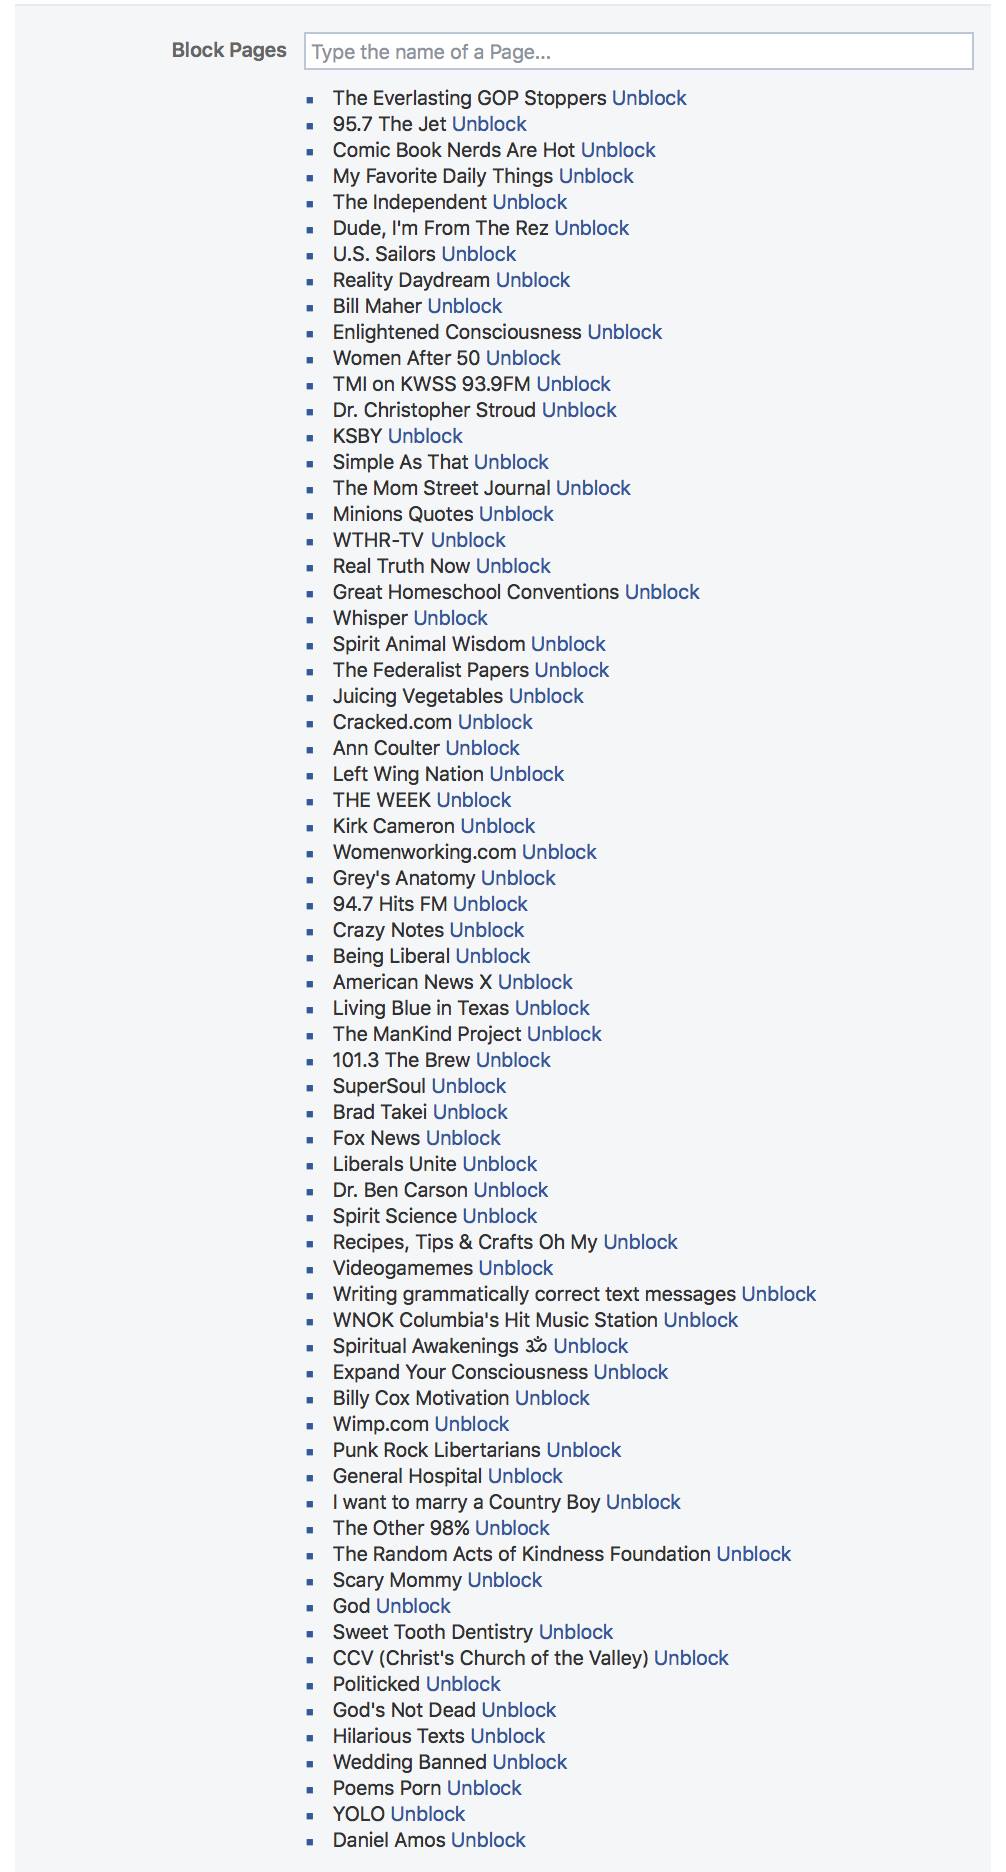 Block Pages Type the name of a Page...
The Everlasting GOP Stoppers Unblock
95.7 The Jet Unblock
Comic Book Nerds Are Hot Unblock
My Favorite Daily Things Unblock
The Independent Unblock
Dude, I'm From The Rez Unblock
U.S. Sailors Unblock
Reality Daydream Unblock
Bill Maher Unblock
Enlightened Consciousness Unblock
Women After 50 Unblock
TMI on KWSS 93.9FM Unblock
Dr. Christopher Stroud Unblock
KSBY Unblock
Simple As That Unblock
The Mom Street Journal Unblock
Minions Quotes Unblock
WTHR-TV Unblock
Real Truth Now Unblock
Great Homeschool Conventions Unblock
Whisper Unblock
Spirit Animal Wisdom Unblock
The Federalist Papers Unblock
Juicing Vegetables Unblock
Cracked.com Unblock
Ann Coulter Unblock
Left Wing Nation Unblock
THE WEEK Unblock
Kirk Cameron Unblock
Womenworking.com Unblock
Grey's Anatomy Unblock
94.7 Hits FM Unblock
Crazy Notes Unblock
Being Liberal Unblock
American News X Unblock
Living Blue in Texas Unblock
The ManKind Project Unblock
101.3 The Brew Unblock
SuperSoul Unblock
Brad Takei Unblock
Fox News Unblock
Liberals Unite Unblock
Dr. Ben Carson Unblock
Spirit Science Unblock
Recipes, Tips & Crafts Oh My Unblock
Videogamemes Unblock
Writing grammatically correct text messages Unblock
WNOK Columbia's Hit Music Station Unblock
Spiritual Awakenings ॐ Unblock
Expand Your Consciousness Unblock
Billy Cox Motivation Unblock
Wimp.com Unblock
Punk Rock Libertarians Unblock
General Hospital Unblock
I want to marry a Country Boy Unblock
The Other 98% Unblock
The Random Acts of Kindness Foundation Unblock
Scary Mommy Unblock
God Unblock
Sweet Tooth Dentistry Unblock
CCV (Christ's Church of the Valley) Unblock
Politicked Unblock
God's Not Dead Unblock
Hilarious Texts Unblock
Wedding Banned Unblock
Poems Porn Unblock
YOLO Unblock
Daniel Amos Unblock